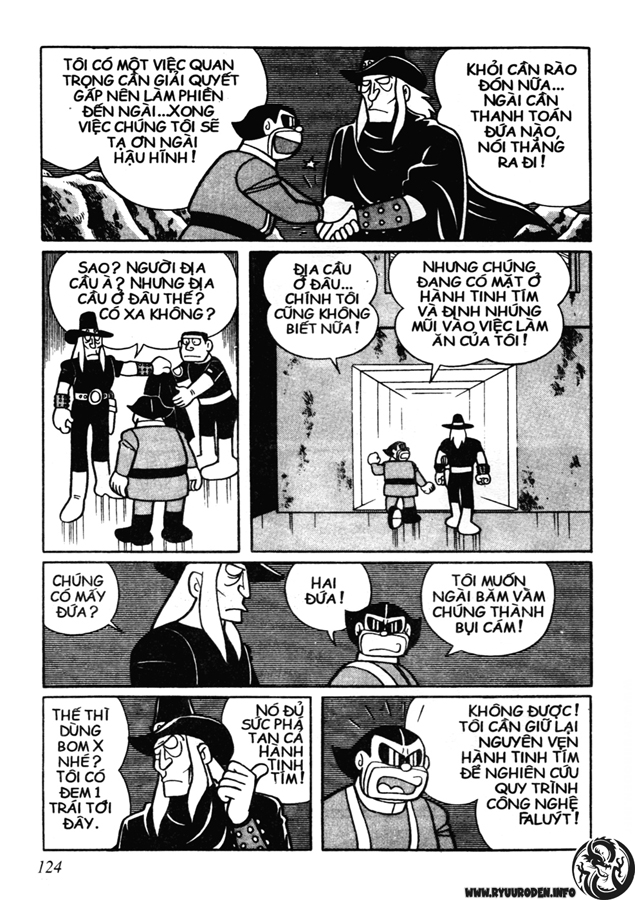 TÔI CÓ MỘT VIỆC QUAN
TRỌNG CẦN GIẢI QUYẾT
GẤP NÊN LÀM PHIỀN
ĐẾN NGÀI...XONG
VIỆC CHÚNG TÔI SẼ
TẠ ƠN NGÀI
HẬU HĨNH!
KHỎI CẦN RÀO
ĐÓN NỮA...
NGÀI CẦN
THANH TOÁN
ĐỨA NÀO,
NÓI THẲNG
RA ĐI!
SAO? NGƯỜI ĐỊA
CẦU À? NHƯNG ĐỊA
CẦU Ở ĐÂU THẾ?
CÓ XA KHÔNG?
ĐỊA CẦU
Ở ĐÂU...
CHÍNH TÔI
CŨNG KHÔNG
BIẾT NỮA!
NHƯNG CHÚNG
ĐANG CÓ MẶT Ở
HÀNH TINH TÍM
VÀ ĐỊNH NHÚNG
MŨI VÀO VIỆC LÀM
ĂN CỦA TÔI!
CHÚNG
CÓ MẤY
ĐỨA?
HAI
ĐỨA!
TÔI MUỐN
NGÀI BĂM VẰM
CHÚNG THÀNH
BỤI CÁM!
THẾ THÌ
DÙNG
BOM X
NHÉ?
TÔI CÓ
ĐEM 1
TRÁI TỚI
ĐÂY.
NÓ ĐỦ
SỨC PHÁ
TAN CẢ
HÀNH
TINH
TÍM!
KHÔNG ĐƯỢC!
TÔI CẦN GIỮ LẠI
NGUYÊN VẸN
HÀNH TINH TÍM
ĐỂ NGHIÊN CỨU
QUY TRÌNH
CÔNG NGHỆ
FALUÝT!
124
WWW.RYUURODEN.INFO